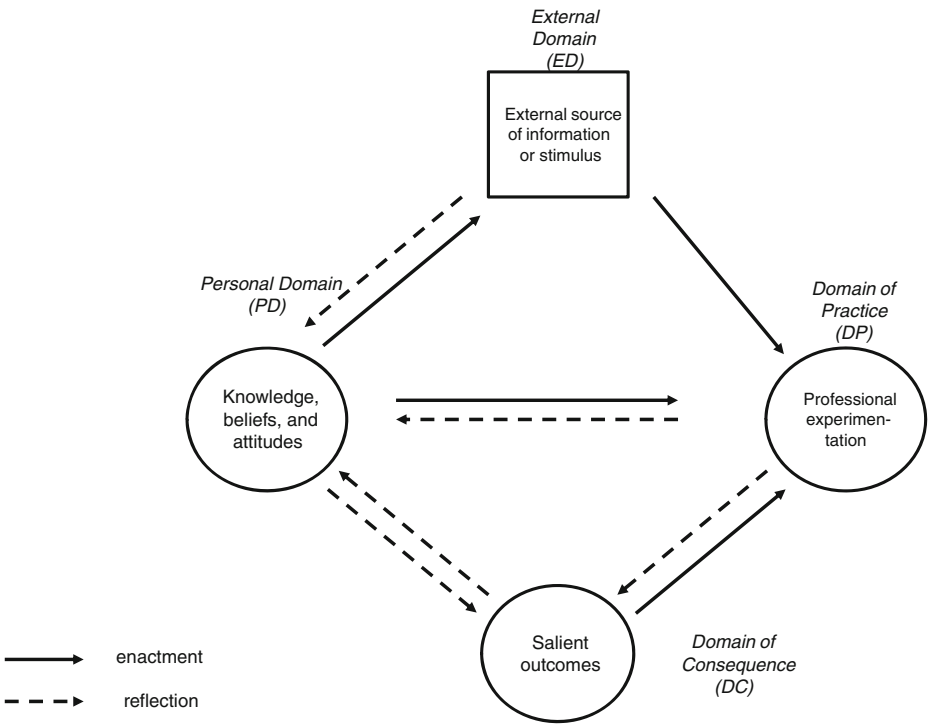 External
Domain
(ED)
External source
of information
or stimulus
Personal Domain
(PD)
Domain of
Practice
(DP)
Knowledge,
beliefs, and
attitudes
Professional
experimen-
tation
Salient
outcomes
Domain of
Consequence
(DC)
enactment
reflection